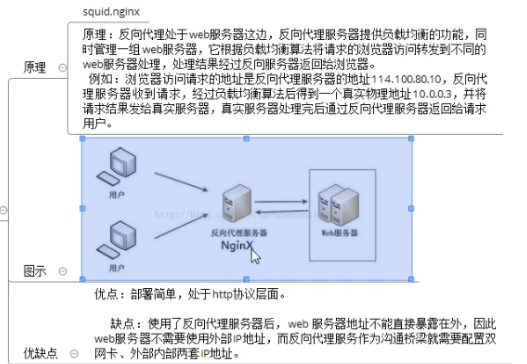 squid.nginx
原理：反向代理处于web服务器这边，反向代理服务器提供负载均衡的功能，同
时管理一组web服务器，它根据负载均衡算法将请求的浏览器访问转发到不同的
web服务器处理，处理结果经过反向服务器返回给浏览器。
例如：浏览器访问请求的地址是反向代理服务器的地址114.100.80.10，反向代
理服务器收到请求，经过负载均衡算法后得到一个真实物理地址10.0.0.3，并将
请求结果发给真实服务器，真实服务器处理完后通过反向代理服务器返回给请求
用户。
原理
用户
反向代理服务器
NginX
Web服务器
用户
图示
优点：部署简单，处于http协议层面。
缺点：使用了反向代理服务器后，web 服务器地址不能直接暴露在外，因此
web服务器不需要使用外部IP地址，而反向代理服务作为沟通桥梁就需要配置双
网卡、外部内部两套IP地址。
优缺点